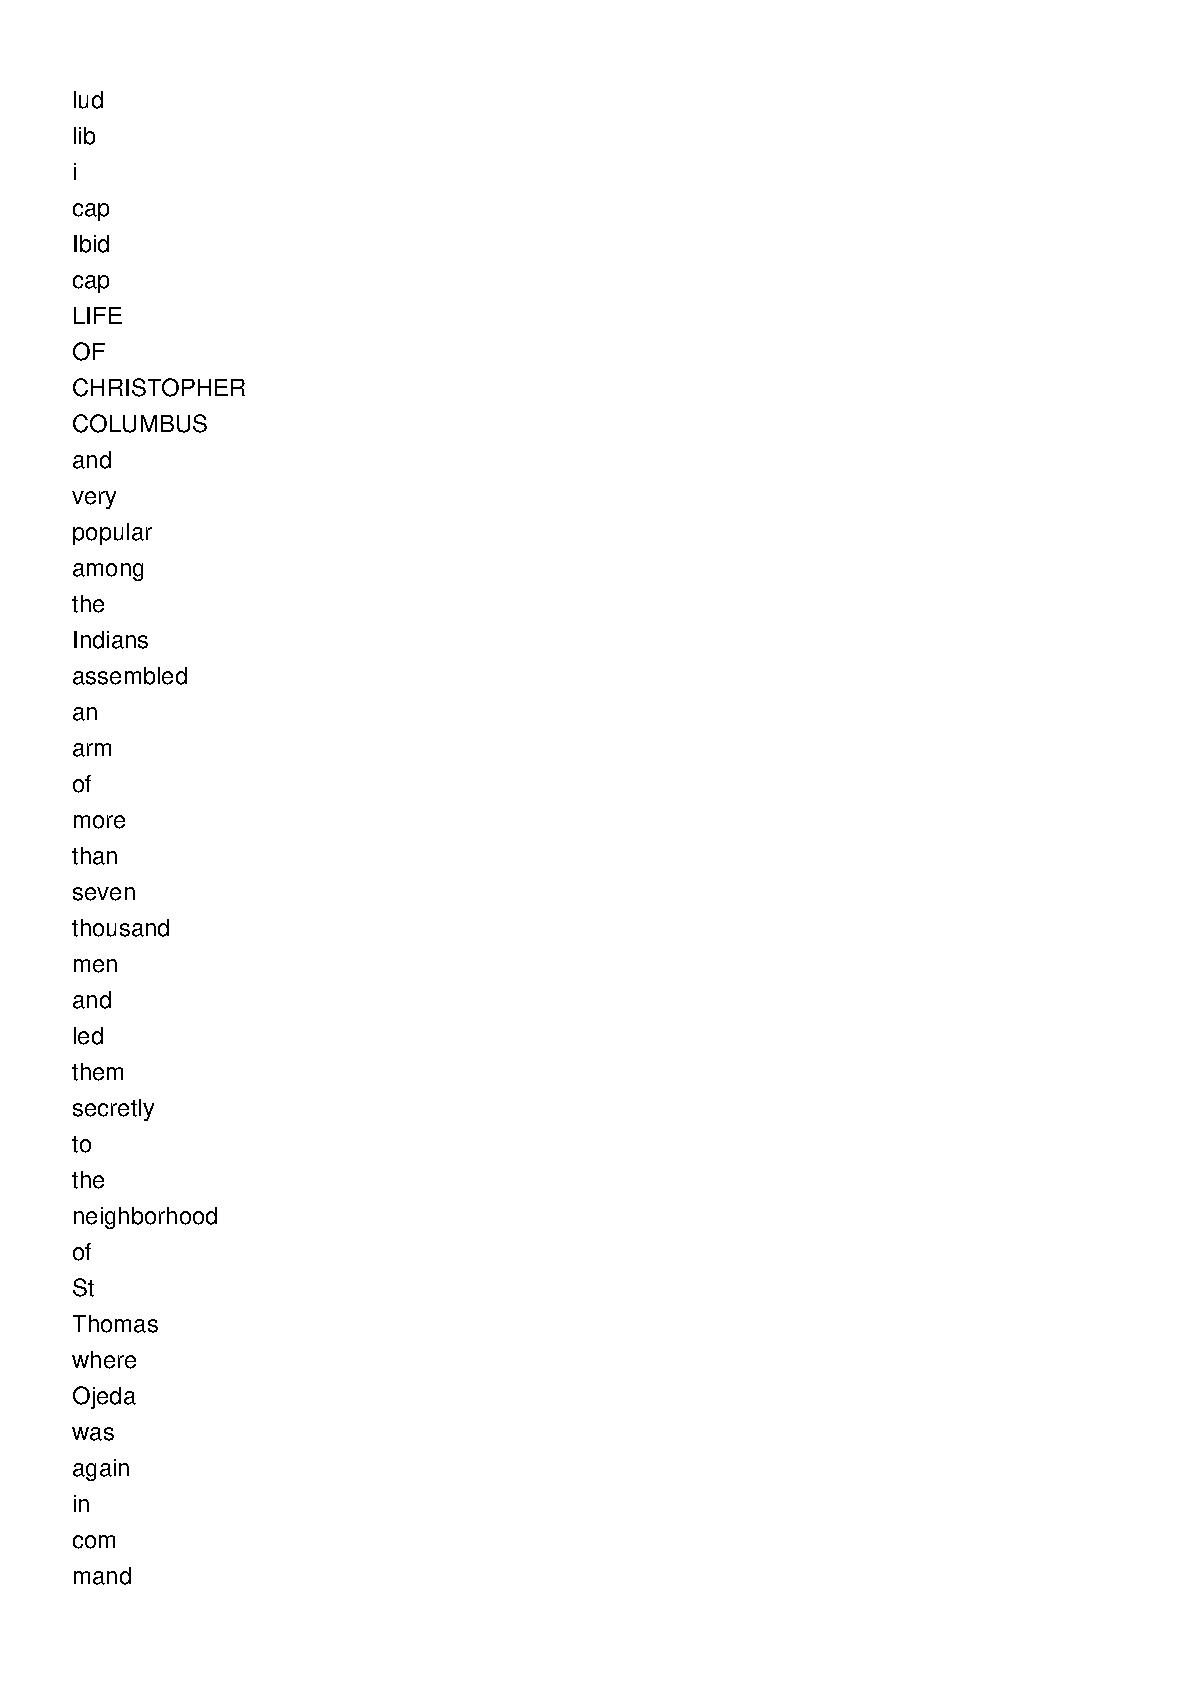 lud
lib
i
cap
Ibid
cap
LIFE
OF
CHRISTOPHER
COLUMBUS
and
very
popular
among
the
Indians
assembled
an
arm
of
more
than
seven
thousand
men
and
led
them
secretly
to
the
neighborhood
of
St
Thomas
where
Ojeda
was
again
in
com
mand